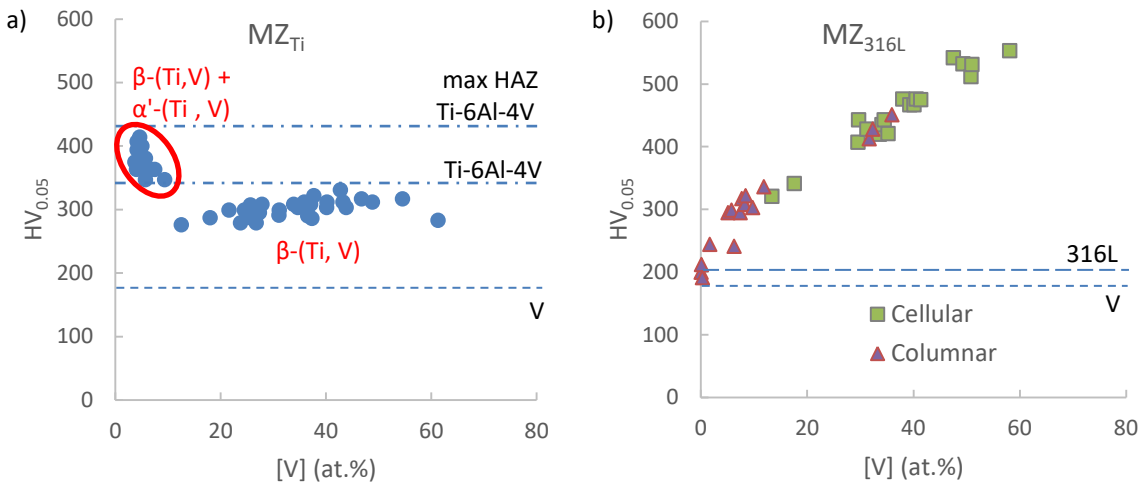 a)
MZTi
600
500
400
300
200
100
0
HV0.05
β-(Ti,V) +
α'-(Ti , V)
max HAZ
Ti-6Al-4V
Ti-6Al-4V
β-(Ti, V)
V
0 20 40 60 80
[V] (at.%)
b)
MZ316L
600
500
400
300
200
100
0
HV0.05
316L
V
Cellular
Columnar
0 20 40 60 80
[V] (at.%)